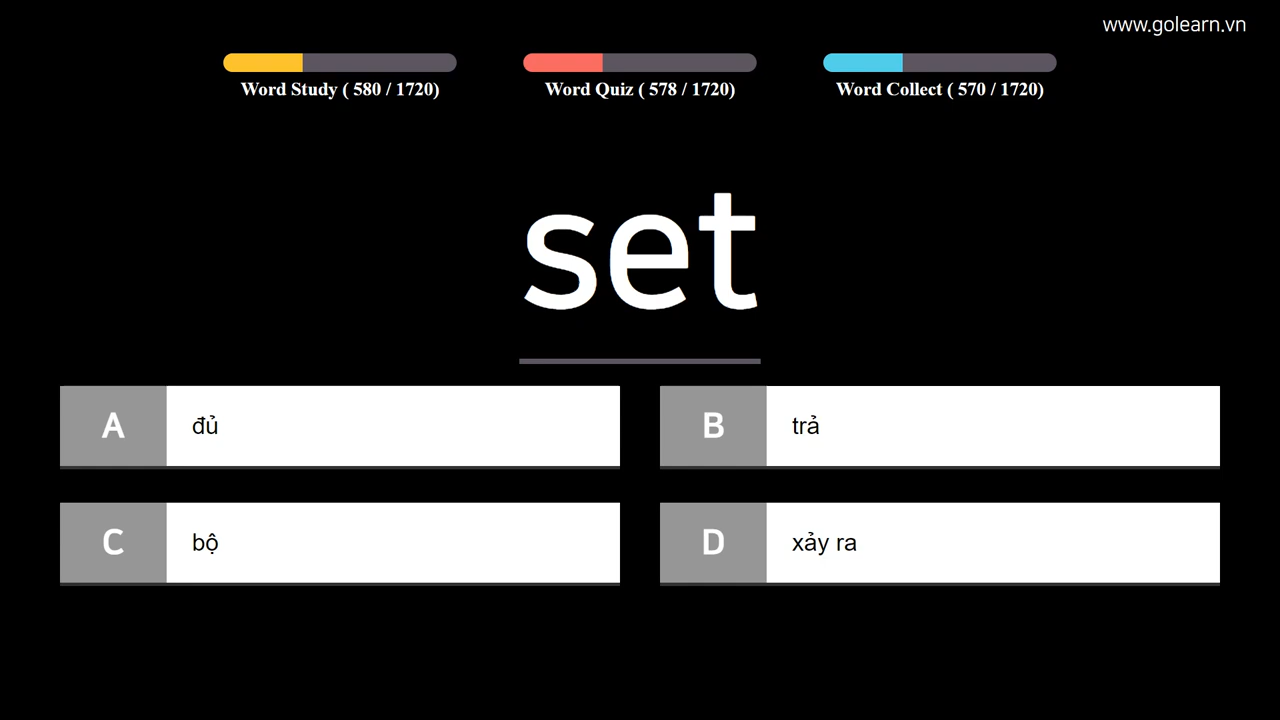 www.golearn.vn
Word Study ( 580 / 1720)
Word Quiz ( 578 / 1720)
Word Collect ( 570 / 1720)
set
A đủ
B trả
C bộ
D xảy ra